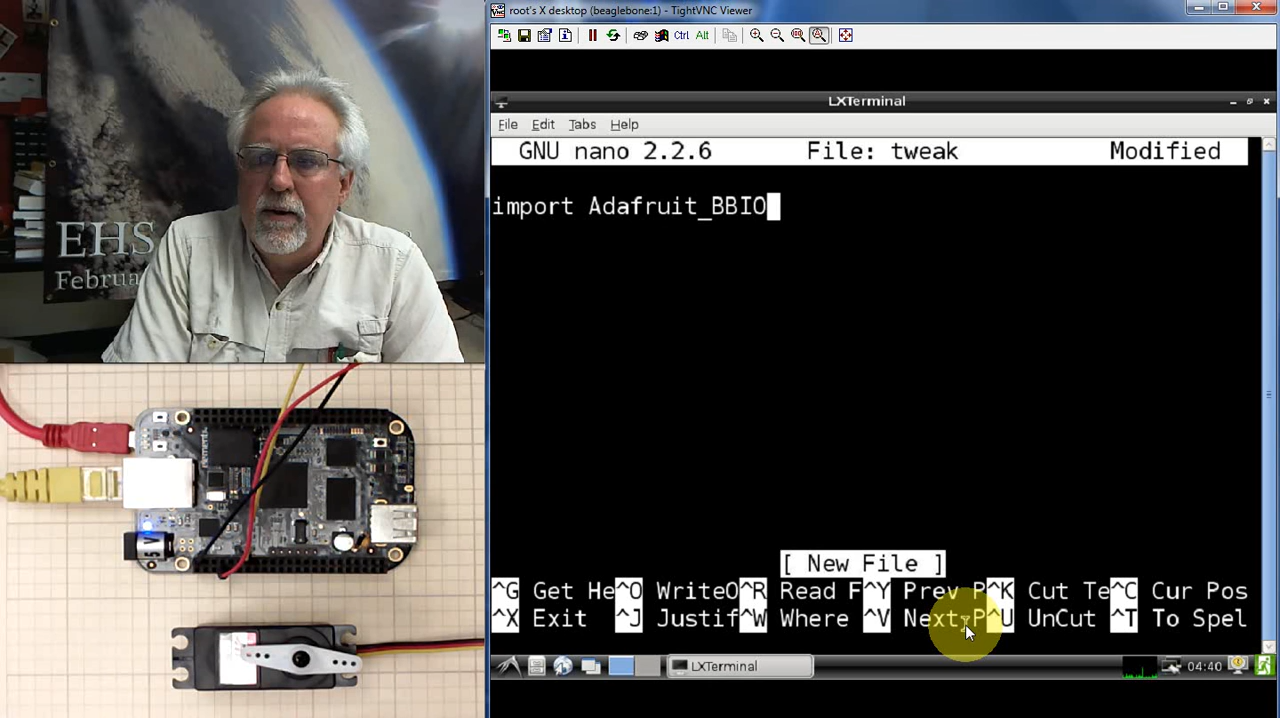 root's X desktop (beaglebone:1) - TightVNC Viewer
Ctrl Alt
LXTerminal
File Edit Tabs Help
GNU nano 2.2.6 File: tweak Modified
import Adafruit_BBIO
[ New File ]
^G Get He^O WriteO^R Read F^Y Prev P^K Cut Te^C Cur Pos
^X Exit ^J Justif^W Where ^V Next P^U UnCut ^T To Spel
LXTerminal 04:40
EHS
Februa
5 V